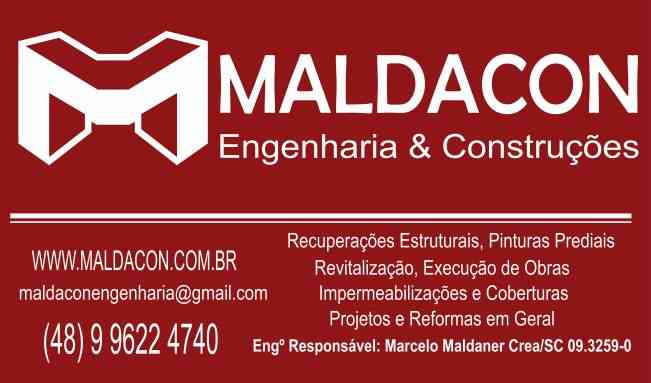 MALDACON
Engenharia & Construções
WWW.MALDACON.COM.BR
maldaconengenharia@gmail.com
(48) 9 9622 4740
Recuperações Estruturais, Pinturas Prediais
Revitalização, Execução de Obras
Impermeabilizações e Coberturas
Projetos e Reformas em Geral
Engº Responsável: Marcelo Maldaner Crea/SC 09.3259-0